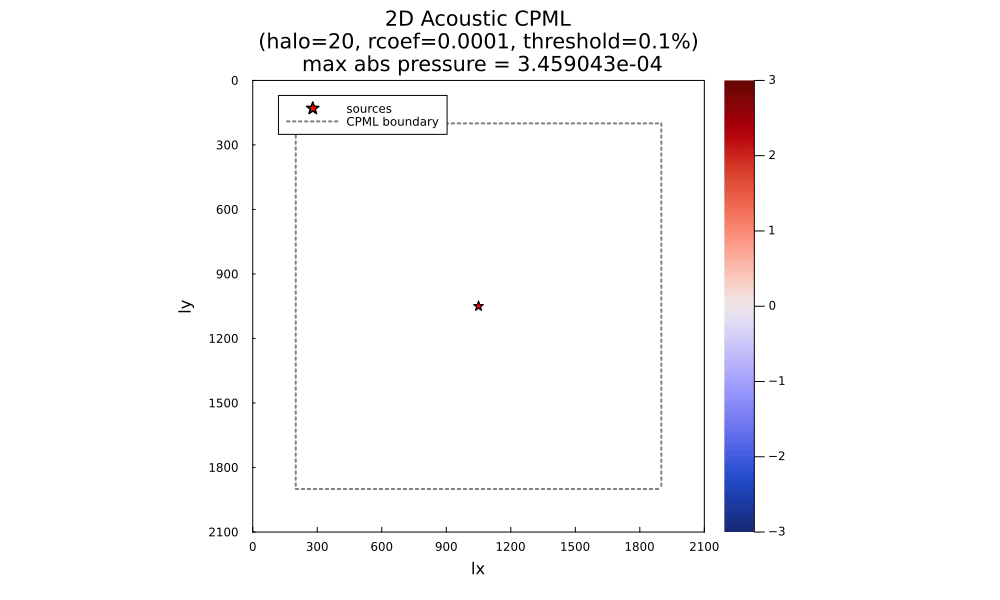 2D Acoustic CPML
(halo=20, rcoef=0.0001, threshold=0.1%)
max abs pressure = 3.459043e-04
sources
CPML boundary
0
300
600
900
1200
1500
1800
2100
ly
0 300 600 900 1200 1500 1800 2100
lx
3
2
1
0
−1
−2
−3